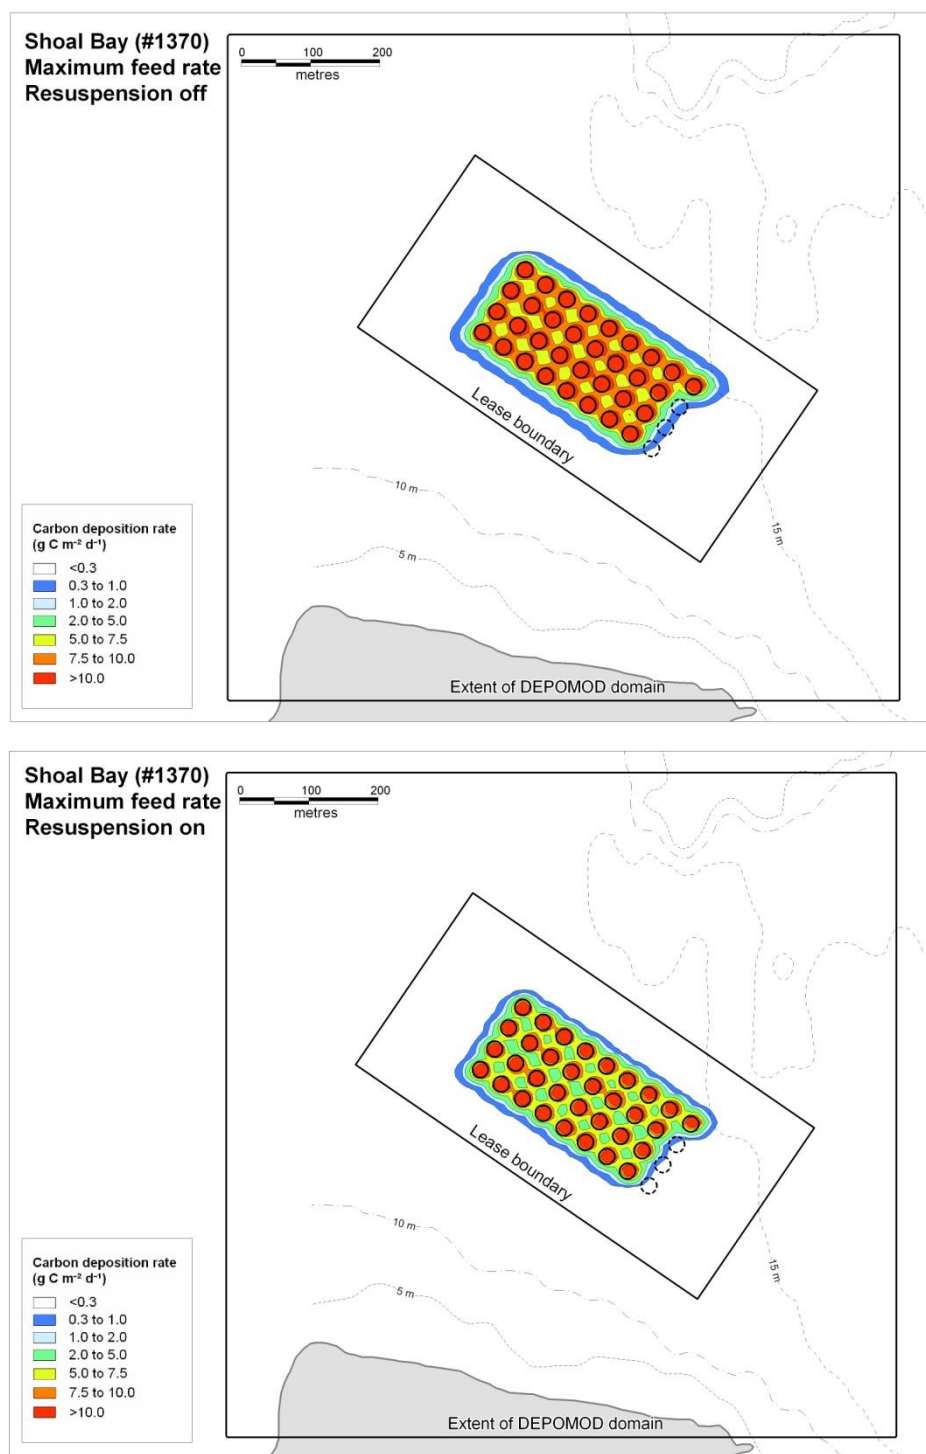 Shoal Bay (#1370)
Maximum feed rate
Resuspension off
0 100 200
metres
Lease boundary
10 m
5 m
15 m
Carbon deposition rate
(g C m⁻² d⁻¹)
<0.3
0.3 to 1.0
1.0 to 2.0
2.0 to 5.0
5.0 to 7.5
7.5 to 10.0
>10.0
Extent of DEPOMOD domain
Shoal Bay (#1370)
Maximum feed rate
Resuspension on
0 100 200
metres
Lease boundary
10 m
5 m
15 m
Carbon deposition rate
(g C m⁻² d⁻¹)
<0.3
0.3 to 1.0
1.0 to 2.0
2.0 to 5.0
5.0 to 7.5
7.5 to 10.0
>10.0
Extent of DEPOMOD domain